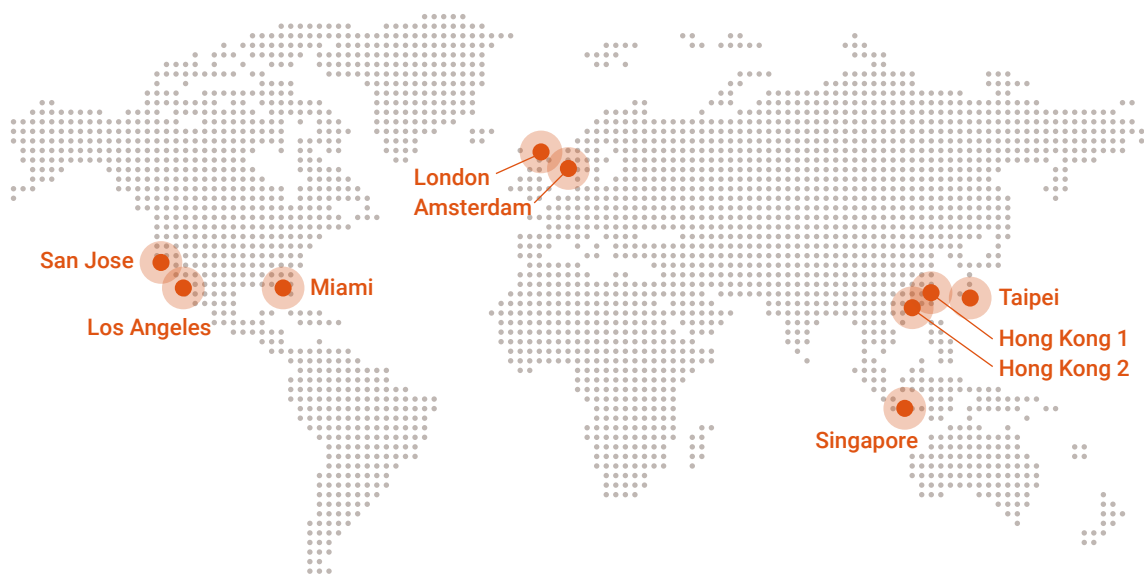 London
Amsterdam
San Jose
Miami
Los Angeles
Taipei
Hong Kong 1
Hong Kong 2
Singapore